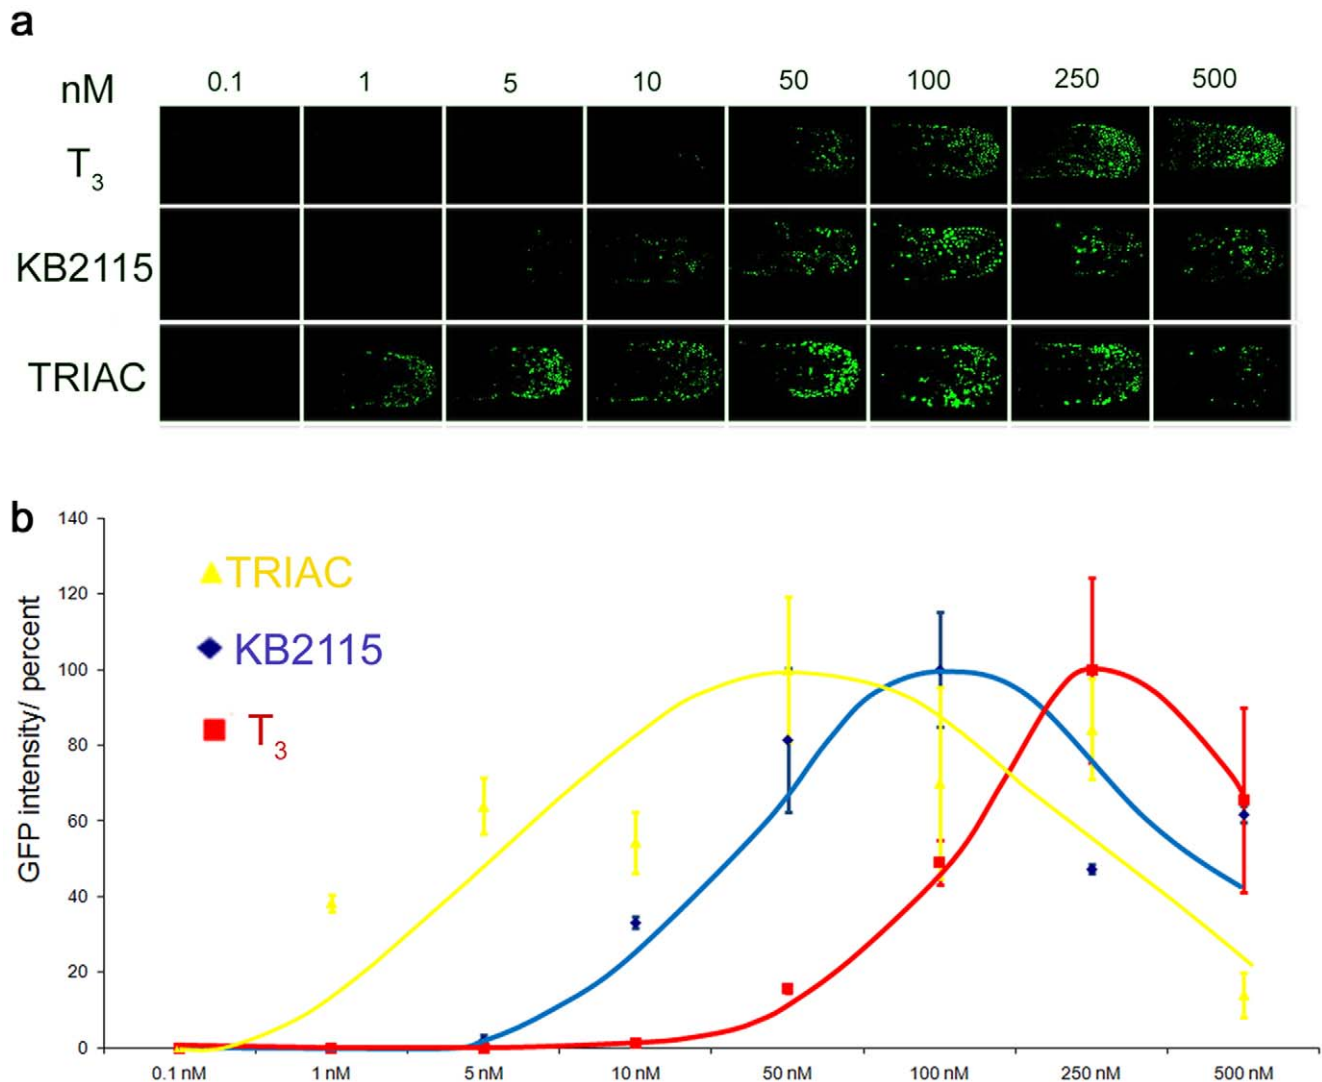 a
nM 0.1 1 5 10 50 100 250 500
T3
KB2115
TRIAC
b
GFP intensity/ percent
140
120
100
80
60
40
20
0
TRIAC
KB2115
T3
0.1 nM 1 nM 5 nM 10 nM 50 nM 100 nM 250 nM 500 nM